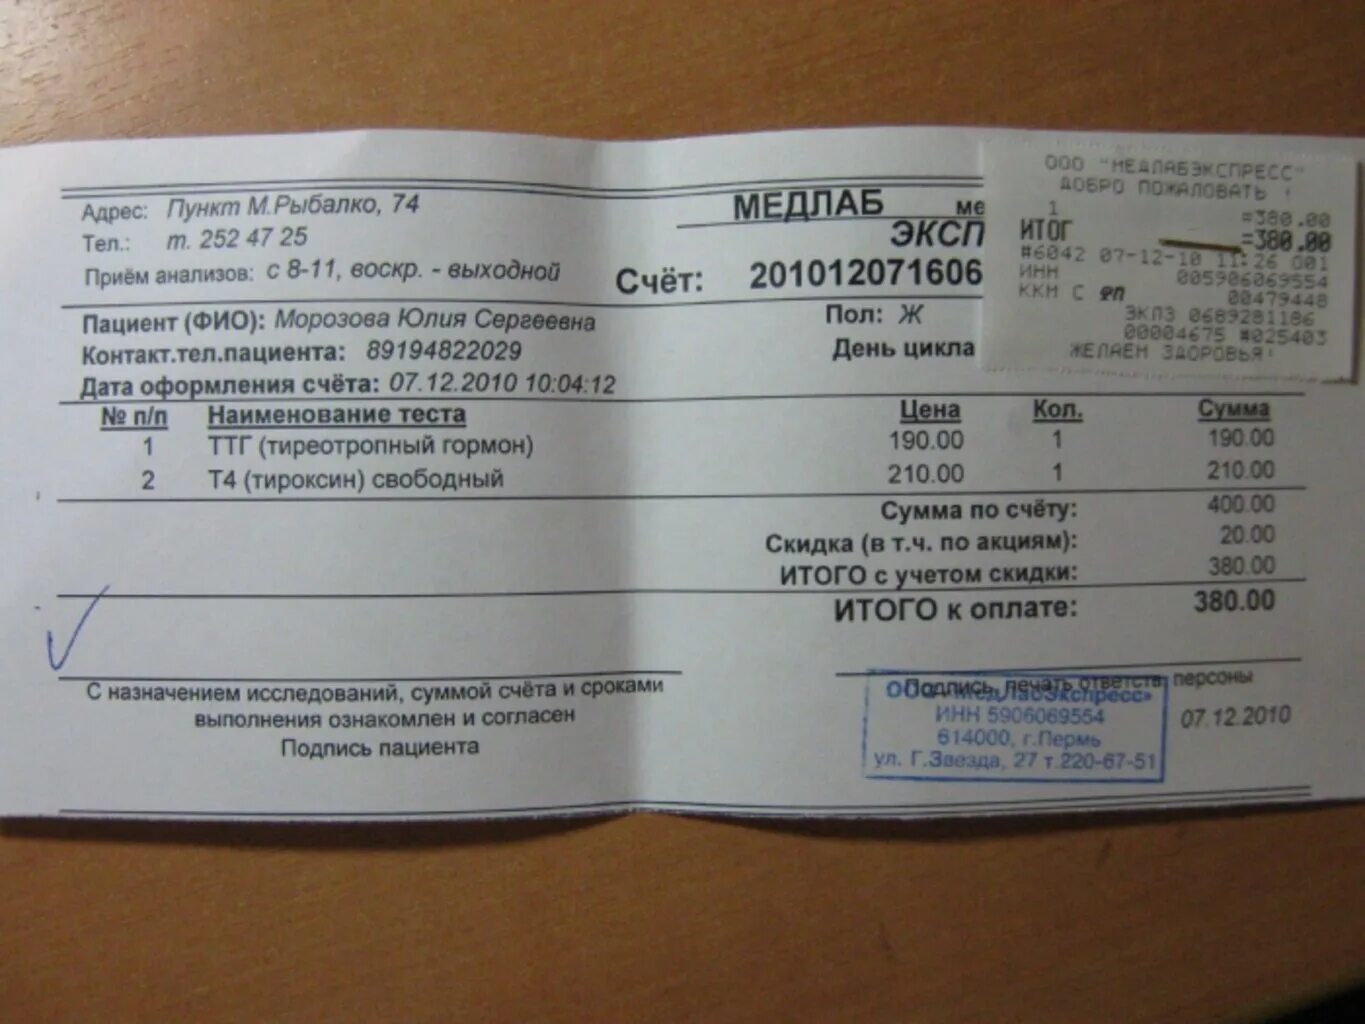 Адрес: Пункт М.Рыбалко, 74
Тел.: т. 252 47 25
Приём анализов: с 8-11, воскр. - выходной
МЕДЛАБ ме
ЭКСП
Счёт: 201012071606
ООО "МЕДЛАБЭКСПРЕСС"
ДОБРО ПОЖАЛОВАТЬ !
1 =380.00
ИТОГ =380.00
#6042 07-12-10 11:26 001
ИНН 005906069554
ККМ С ФП 00479448
ЭКЛЗ 0689281186
00004675 #025403
ЖЕЛАЕМ ЗДОРОВЬЯ!
Пациент (ФИО): Морозова Юлия Сергеевна Пол: Ж
Контакт.тел.пациента: 89194822029 День цикла
Дата оформления счёта: 07.12.2010 10:04:12
№ п/п Наименование теста Цена Кол. Сумма
1 ТТГ (тиреотропный гормон) 190.00 1 190.00
2 Т4 (тироксин) свободный 210.00 1 210.00
Сумма по счёту: 400.00
Скидка (в т.ч. по акциям): 20.00
ИТОГО с учетом скидки: 380.00
ИТОГО к оплате: 380.00
С назначением исследований, суммой счёта и сроками
выполнения ознакомлен и согласен
Подпись пациента
Подпись, печать ответств. персоны
07.12.2010
ООО «МедЛабЭкспресс»
ИНН 5906069554
614000, г.Пермь
ул. Г.Звезда, 27 т.220-67-51